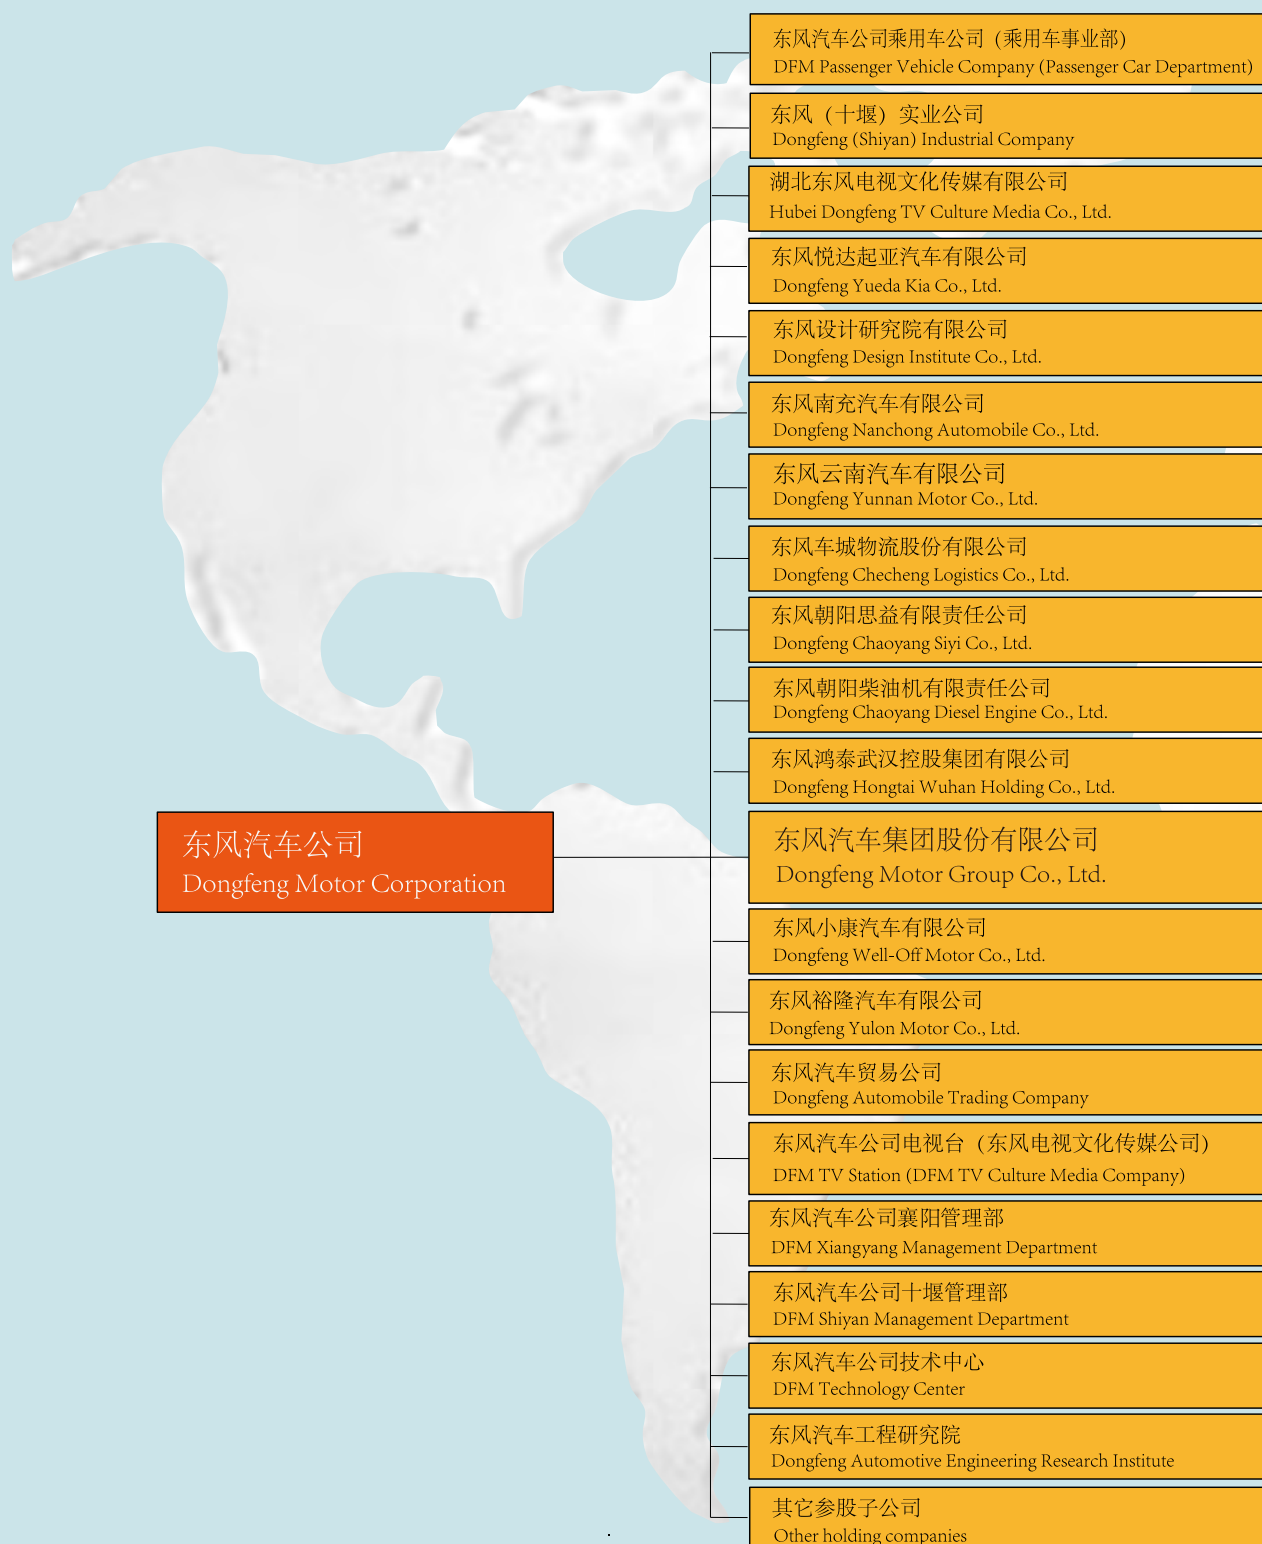 东风汽车公司乘用车公司（乘用车事业部）
DFM Passenger Vehicle Company (Passenger Car Department)
东风（十堰）实业公司
Dongfeng (Shiyan) Industrial Company
湖北东风电视文化传媒有限公司
Hubei Dongfeng TV Culture Media Co., Ltd.
东风悦达起亚汽车有限公司
Dongfeng Yueda Kia Co., Ltd.
东风设计研究院有限公司
Dongfeng Design Institute Co., Ltd.
东风南充汽车有限公司
Dongfeng Nanchong Automobile Co., Ltd.
东风云南汽车有限公司
Dongfeng Yunnan Motor Co., Ltd.
东风车城物流股份有限公司
Dongfeng Checheng Logistics Co., Ltd.
东风朝阳思益有限责任公司
Dongfeng Chaoyang Siyi Co., Ltd.
东风朝阳柴油机有限责任公司
Dongfeng Chaoyang Diesel Engine Co., Ltd.
东风鸿泰武汉控股集团有限公司
Dongfeng Hongtai Wuhan Holding Co., Ltd.
东风汽车公司
Dongfeng Motor Corporation
东风汽车集团股份有限公司
Dongfeng Motor Group Co., Ltd.
东风小康汽车有限公司
Dongfeng Well-Off Motor Co., Ltd.
东风裕隆汽车有限公司
Dongfeng Yulon Motor Co., Ltd.
东风汽车贸易公司
Dongfeng Automobile Trading Company
东风汽车公司电视台（东风电视文化传媒公司）
DFM TV Station (DFM TV Culture Media Company)
东风汽车公司襄阳管理部
DFM Xiangyang Management Department
东风汽车公司十堰管理部
DFM Shiyan Management Department
东风汽车公司技术中心
DFM Technology Center
东风汽车工程研究院
Dongfeng Automotive Engineering Research Institute
其它参股子公司
Other holding companies